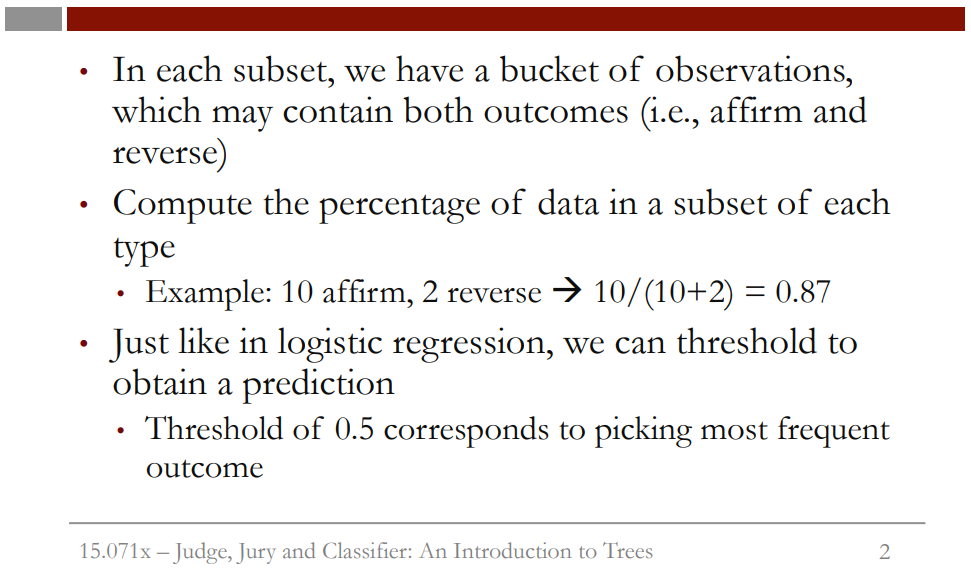 • In each subset, we have a bucket of observations,
which may contain both outcomes (i.e., affirm and
reverse)
• Compute the percentage of data in a subset of each
type
• Example: 10 affirm, 2 reverse → 10/(10+2) = 0.87
• Just like in logistic regression, we can threshold to
obtain a prediction
• Threshold of 0.5 corresponds to picking most frequent
outcome
15.071x – Judge, Jury and Classifier: An Introduction to Trees 2